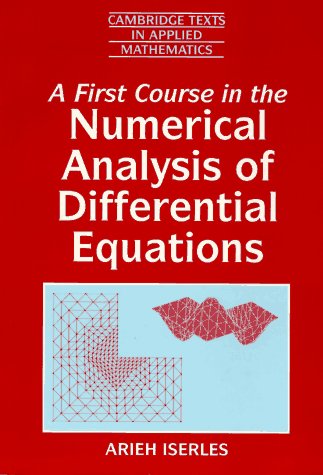 CAMBRIDGE TEXTS
IN APPLIED
MATHEMATICS
A First Course in the
Numerical
Analysis of
Differential
Equations
ARIEH ISERLES